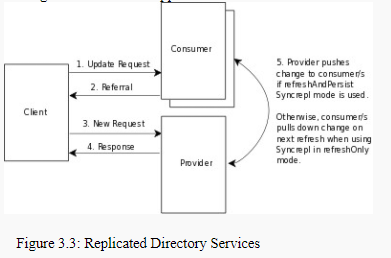 Consumer
1. Update Request
2. Referral
Client
3. New Request
4. Response
Provider
5. Provider pushes
change to consumer/s
if refreshAndPersist
Syncrepl mode is used.
Otherwise, consumer/s
pulls down change on
next refresh when using
Syncrepl in refreshOnly
mode.
Figure 3.3: Replicated Directory Services